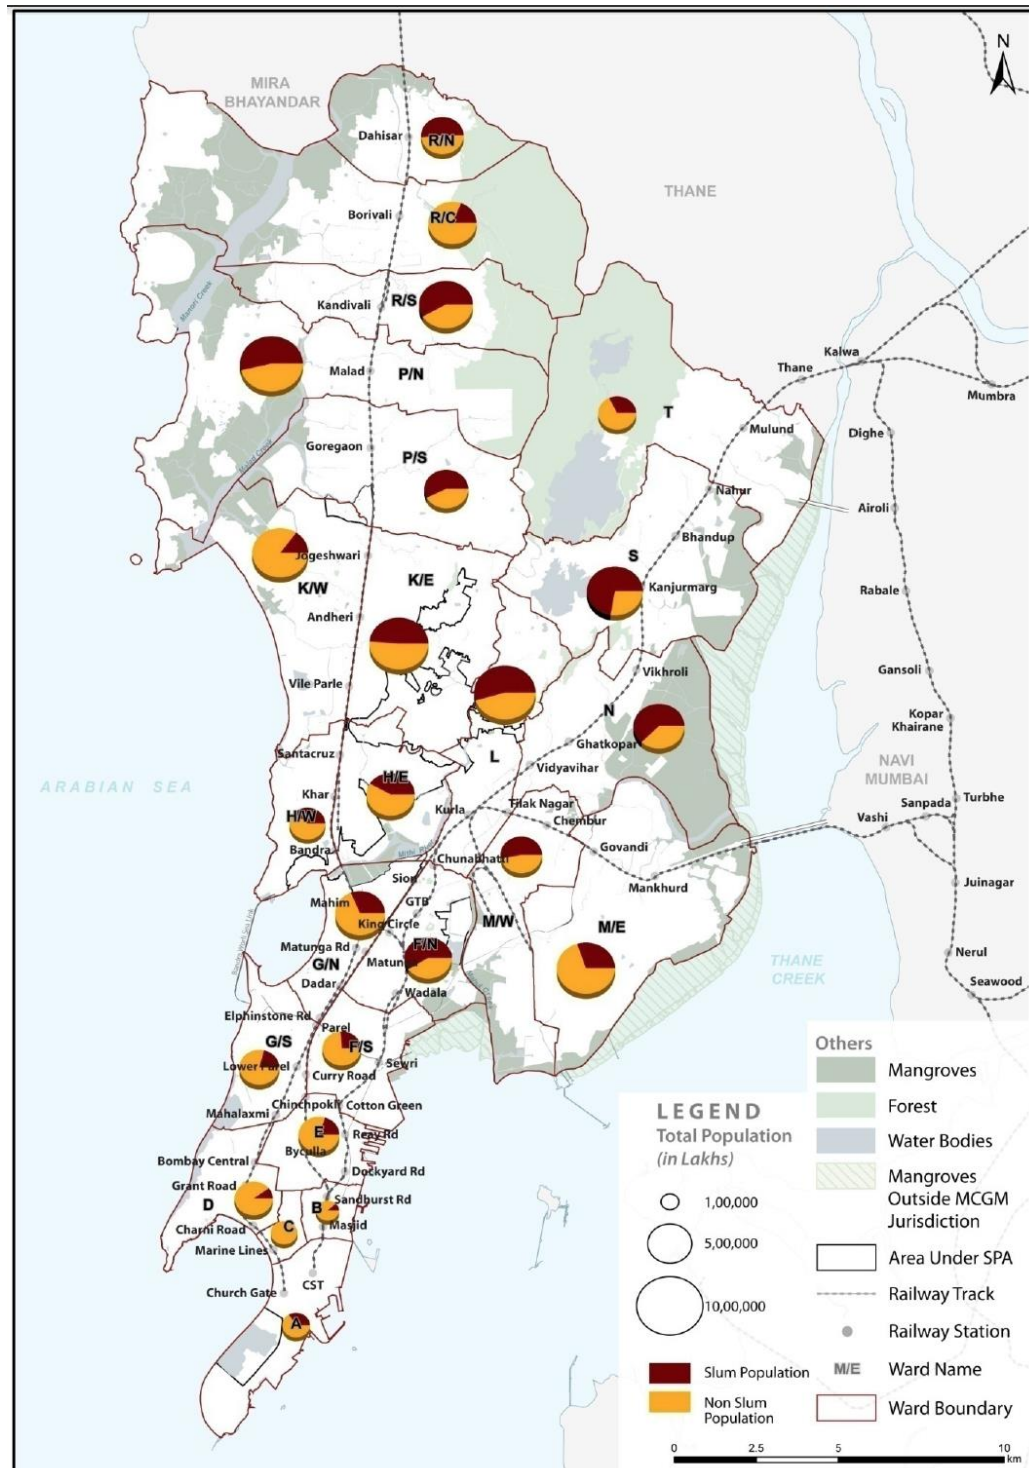 N
MIRA
BHAYANDAR
Dahisar
R/N
THANE
Borivali
R/C
Manori Creek
Kandivali
R/S
Kalwa
Thane
Malad
P/N
Mumbra
T
Mulund
Dighe
Goregaon
P/S
Malad Creek
Nahur
Airoli
Bhandup
Jogeshwari
K/E
S
K/W
Kanjurmarg
Rabale
Andheri
Vikhroli
Gansoli
Vile Parle
N
Kopar
Khairane
Ghatkopar
Santacruz
L
NAVI
MUMBAI
Vidyavihar
H/E
ARABIAN SEA
Khar
Turbhe
Kurla
Tilak Nagar
Sanpada
H/W
Chembur
Vashi
Bandra
Govandi
Chunabhatti
Sion
Mankhurd
Juinagar
Mahim
GTB
King Circle
M/W
M/E
Matunga Rd
F/N
Nerul
Matunga
G/N
THANE
CREEK
Dadar
Wadala
Seawood
Elphinstone Rd
Parel
G/S
F/S
Lower Parel
Sewri
Curry Road
Chinchpokli
Cotton Green
Mahalaxmi
E
Reay Rd
Byculla
Bombay Central
Dockyard Rd
Grant Road
Sandhurst Rd
D
B
Charni Road
C
Masjid
Marine Lines
CST
Church Gate
A
LEGEND
Total Population
(in Lakhs)
1,00,000
5,00,000
10,00,000
Slum Population
Non Slum
Population
Others
Mangroves
Forest
Water Bodies
Mangroves
Outside MCGM
Jurisdiction
Area Under SPA
Railway Track
Railway Station
M/E
Ward Name
Ward Boundary
0 2.5 5 10
km